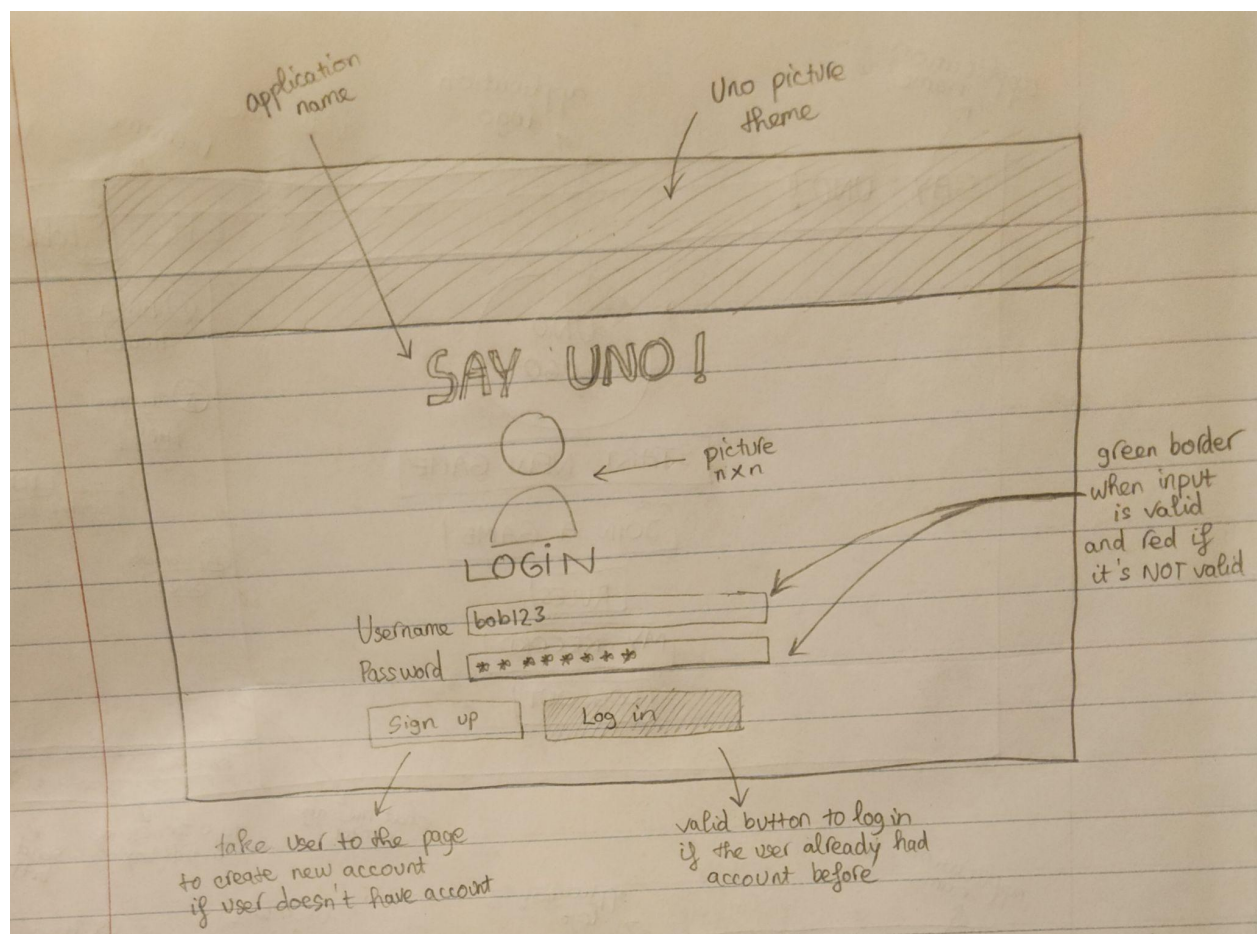 application
name
Uno picture
theme
SAY UNO!
picture
n x n
green border
when input
is valid
and red if
it's NOT valid
LOGIN
Username bob123
Password ********
Sign up Log in
take user to the page
to create new account
if user doesn't have account
valid button to log in
if the user already had
account before